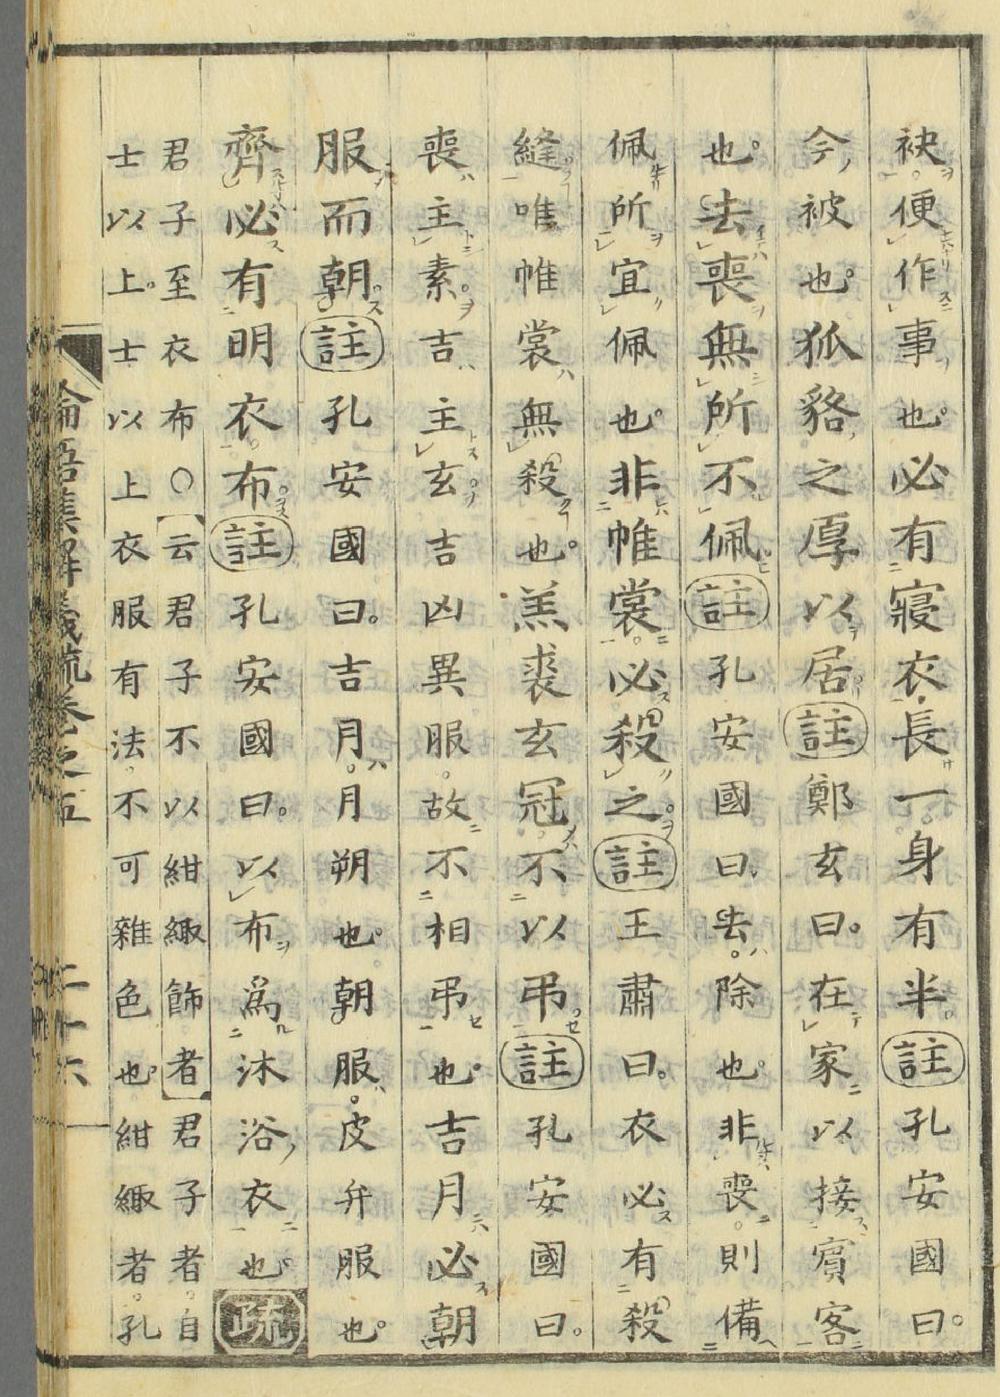 袂便作事也必有寢衣長一身有半註孔安國曰
今被也狐貉之厚以居註鄭玄曰在家以接賓客
也去喪無所不佩註孔安國曰去除也非喪則備
佩所宜佩也非帷裳必殺之註王肅曰衣必有殺
縫唯帷裳無殺也羔裘玄冠不以弔註孔安國曰
喪主素吉主玄吉凶異服故不相弔也吉月必朝
服而朝註孔安國曰吉月月朔也朝服皮弁服也
齊必有明衣布註孔安國曰以布爲沐浴衣也疏
君子至衣布○云君子不以紺緅飾者君子者自
士以上士以上衣服有法不可雜色也紺緅者孔
論語集解義疏卷之五 二十六